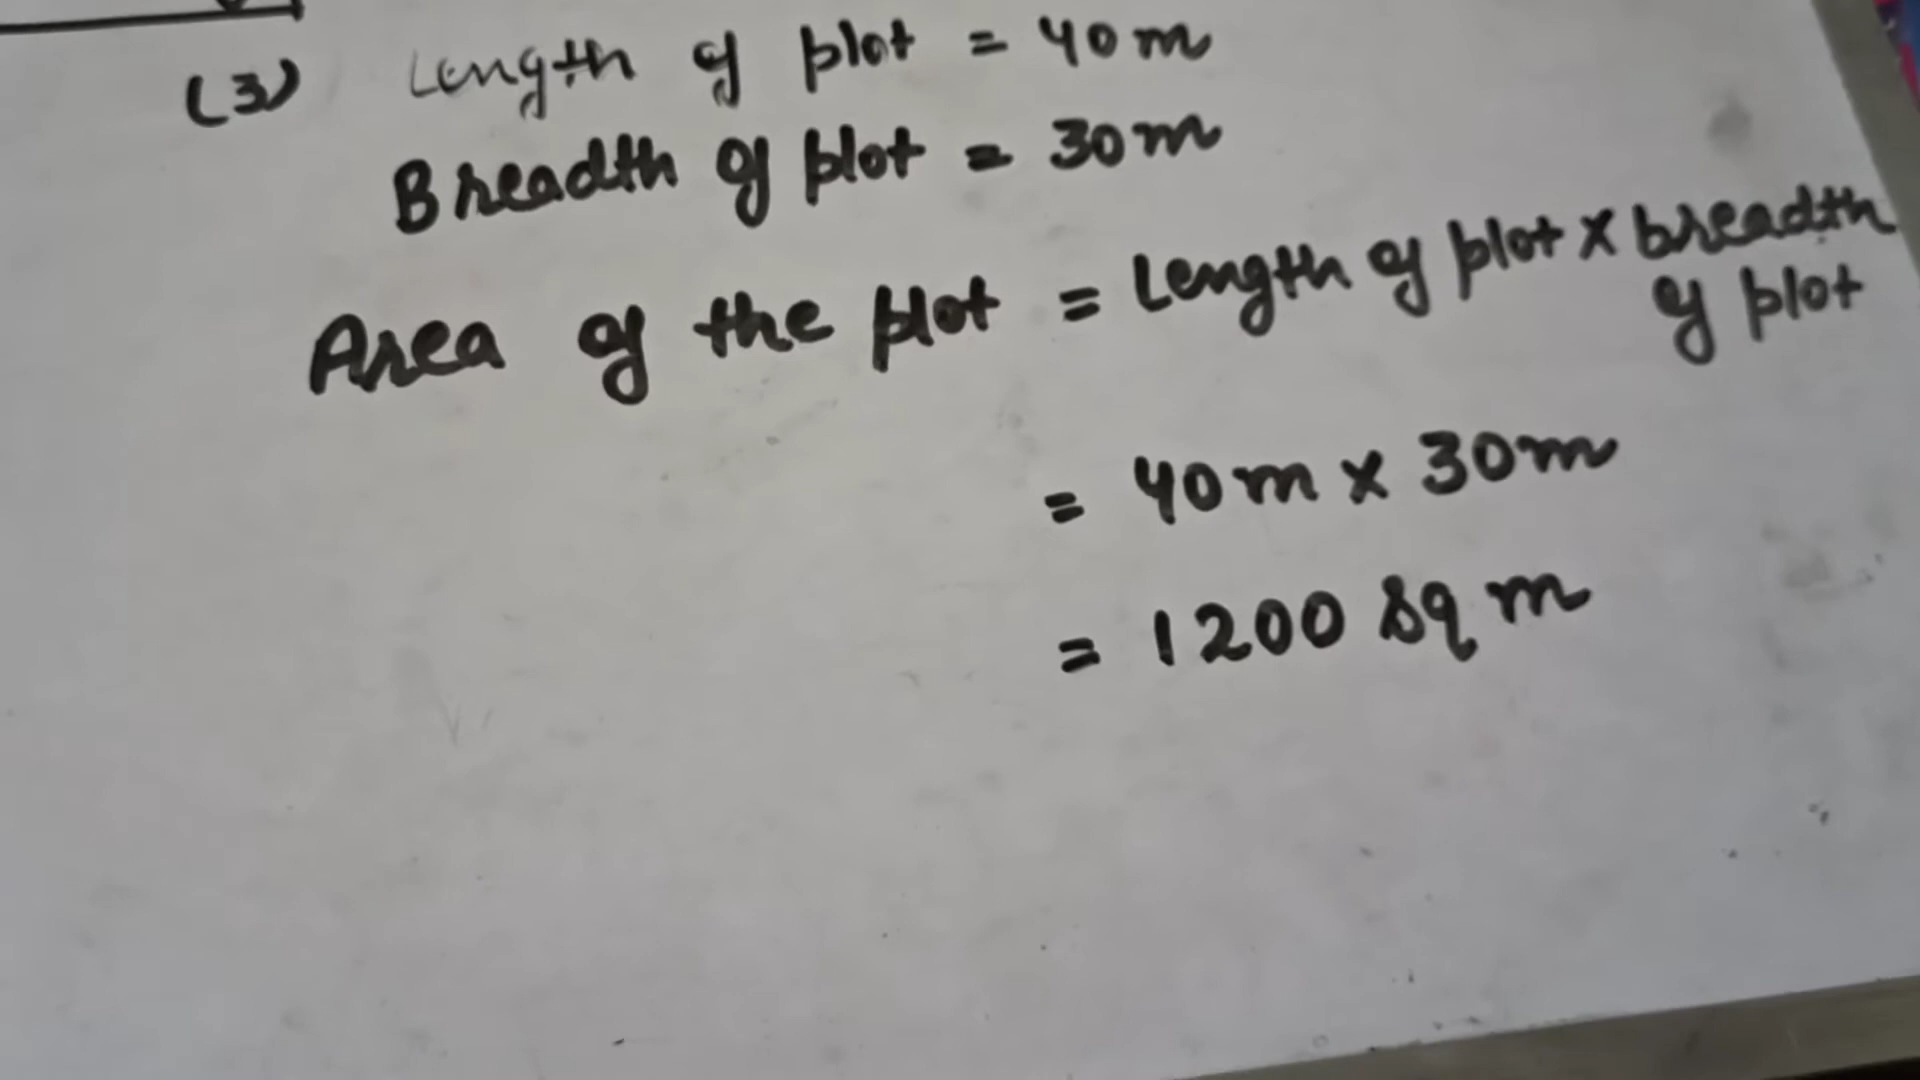 (3) Length of plot = 40 m
Breadth of plot = 30 m
Area of the plot = Length of plot x breadth
of plot
= 40 m x 30 m
= 1200 sq m